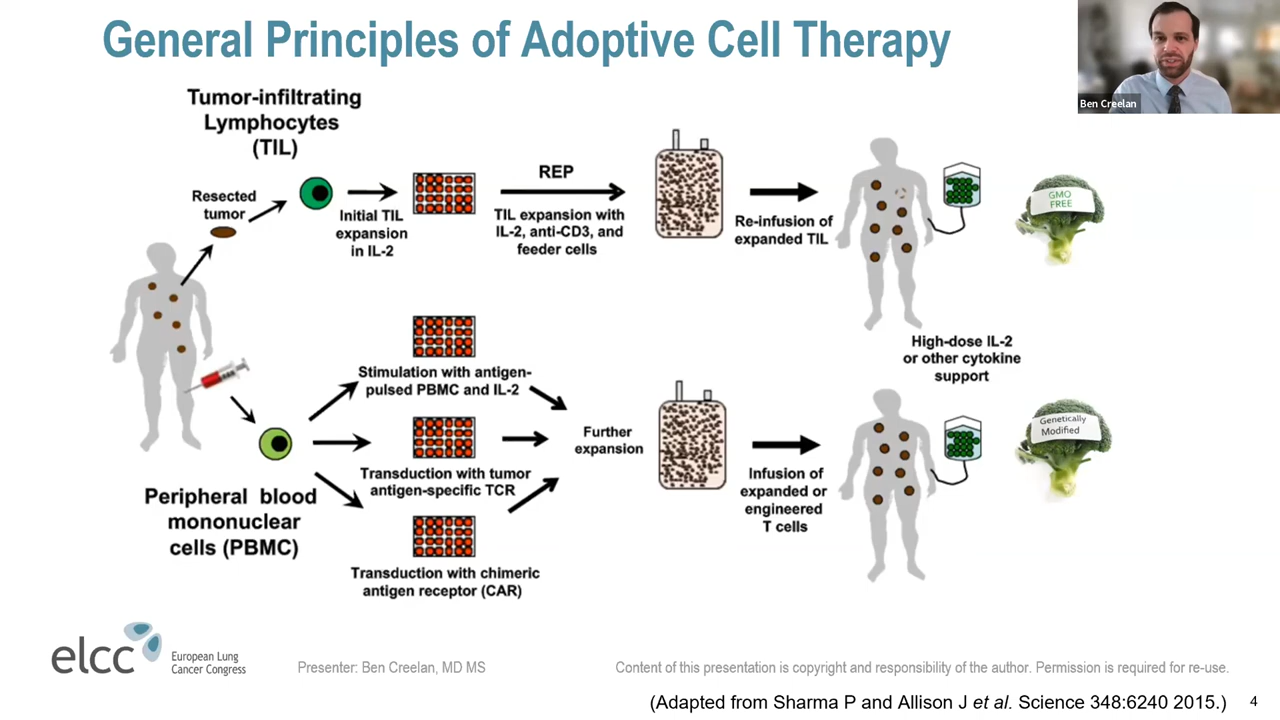 General Principles of Adoptive Cell Therapy
Ben Creelan
Tumor-infiltrating
Lymphocytes
(TIL)
Resected
tumor
Initial TIL
expansion
in IL-2
REP
TIL expansion with
IL-2, anti-CD3, and
feeder cells
Re-infusion of
expanded TIL
GMO
FREE
High-dose IL-2
or other cytokine
support
Peripheral blood
mononuclear
cells (PBMC)
Stimulation with antigen-
pulsed PBMC and IL-2
Transduction with tumor
antigen-specific TCR
Transduction with chimeric
antigen receptor (CAR)
Further
expansion
Infusion of
expanded or
engineered
T cells
Genetically
Modified
elcc
European Lung
Cancer Congress
Presenter: Ben Creelan, MD MS
Content of this presentation is copyright and responsibility of the author. Permission is required for re-use.
(Adapted from Sharma P and Allison J et al. Science 348:6240 2015.)
4